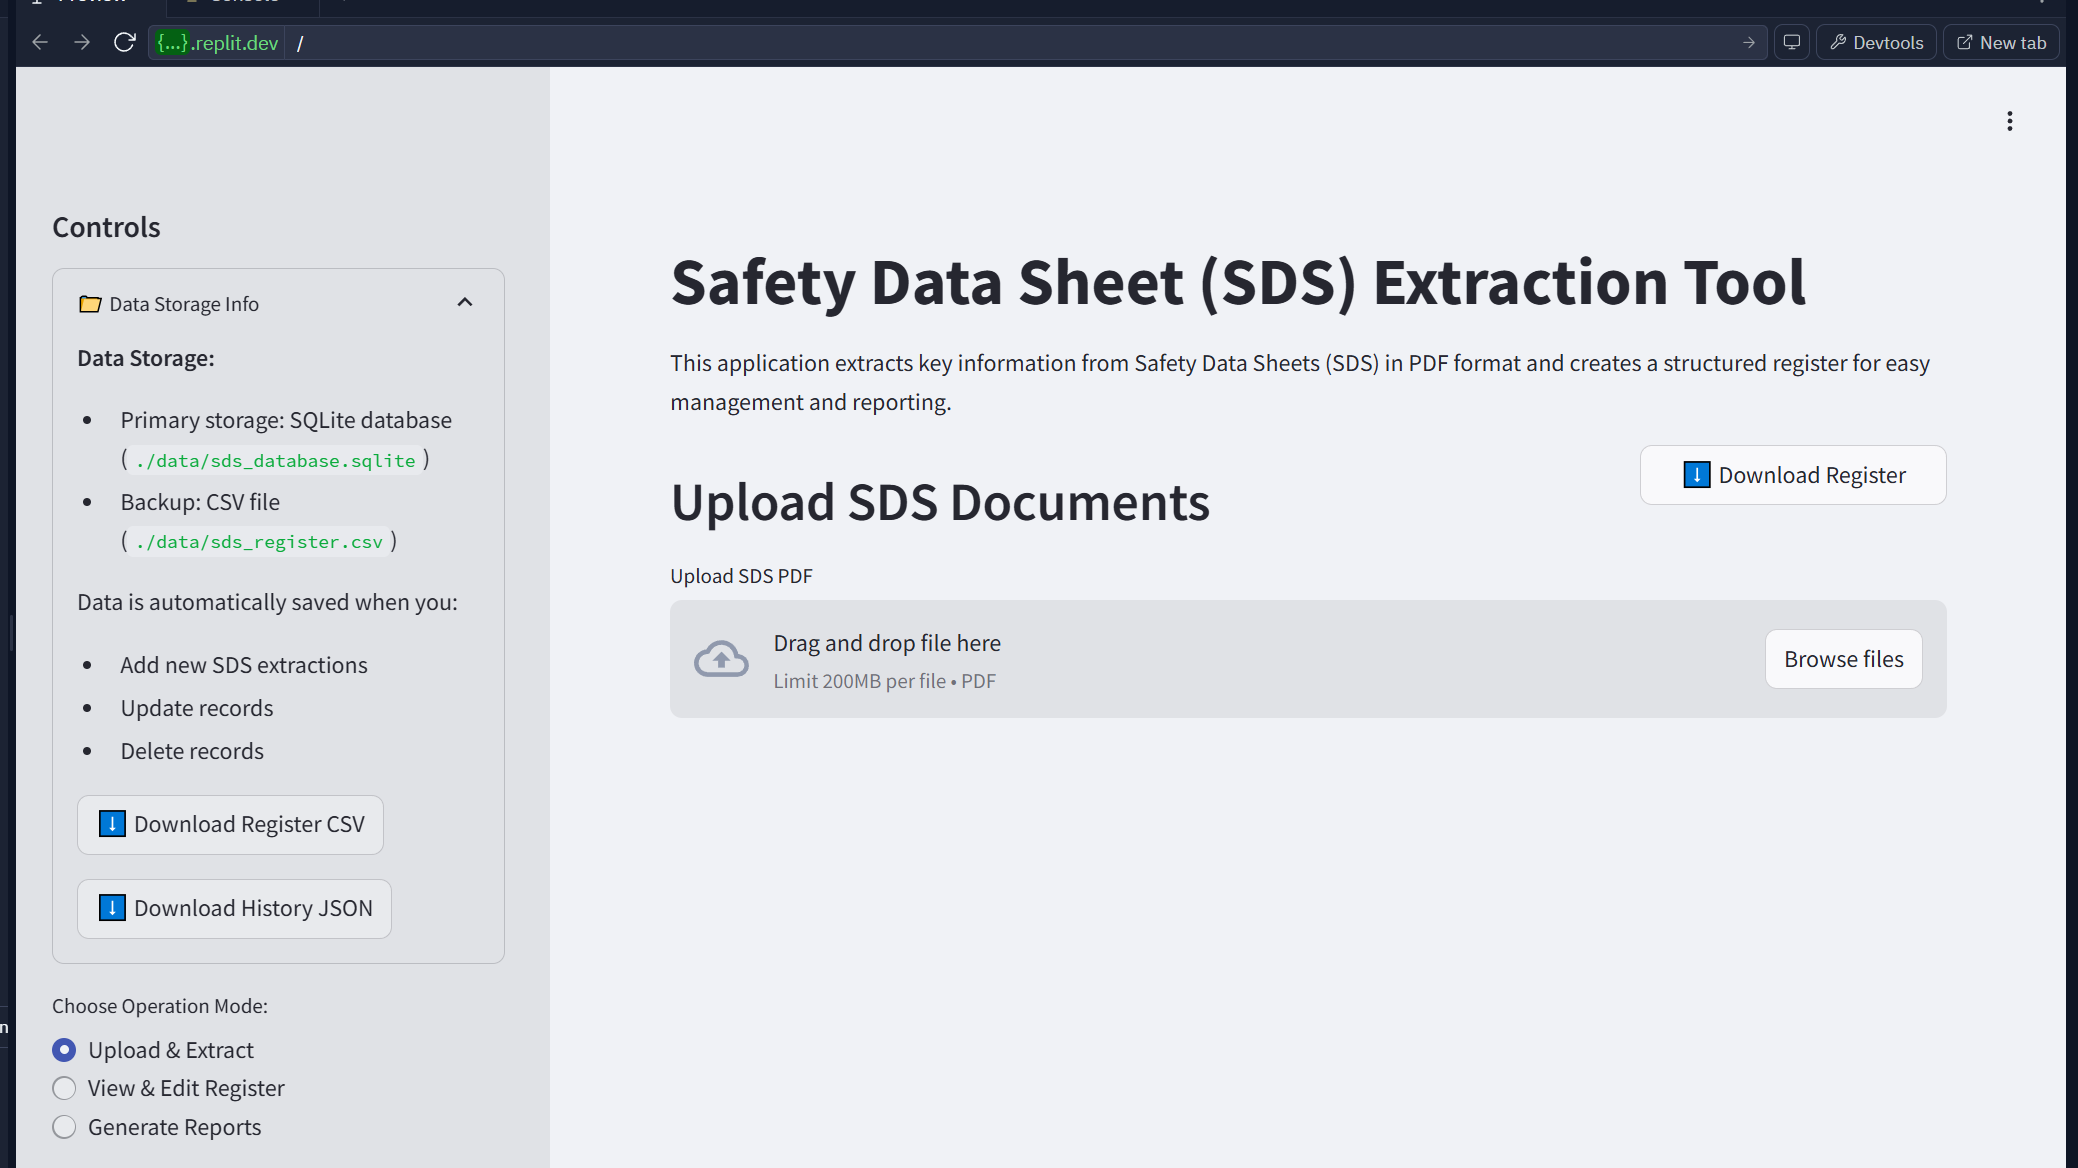 {...}.replit.dev /
Devtools
New tab
Controls
Data Storage Info
Data Storage:
• Primary storage: SQLite database
( ./data/sds_database.sqlite )
• Backup: CSV file
( ./data/sds_register.csv )
Data is automatically saved when you:
• Add new SDS extractions
• Update records
• Delete records
Download Register CSV
Download History JSON
Choose Operation Mode:
Upload & Extract
View & Edit Register
Generate Reports
Safety Data Sheet (SDS) Extraction Tool
This application extracts key information from Safety Data Sheets (SDS) in PDF format and creates a structured register for easy
management and reporting.
Download Register
Upload SDS Documents
Upload SDS PDF
Drag and drop file here
Limit 200MB per file • PDF
Browse files